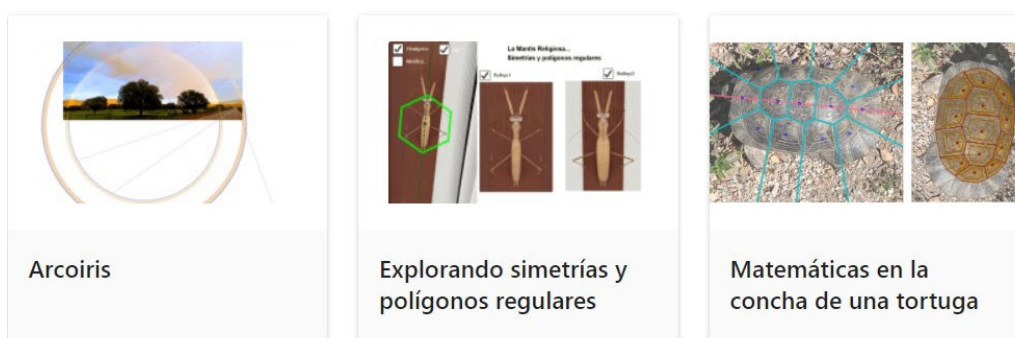 La Mantis Religiosa...
Simetrías y polígonos regulares
Arcoiris
Explorando simetrías y
polígonos regulares
Matemáticas en la
concha de una tortuga